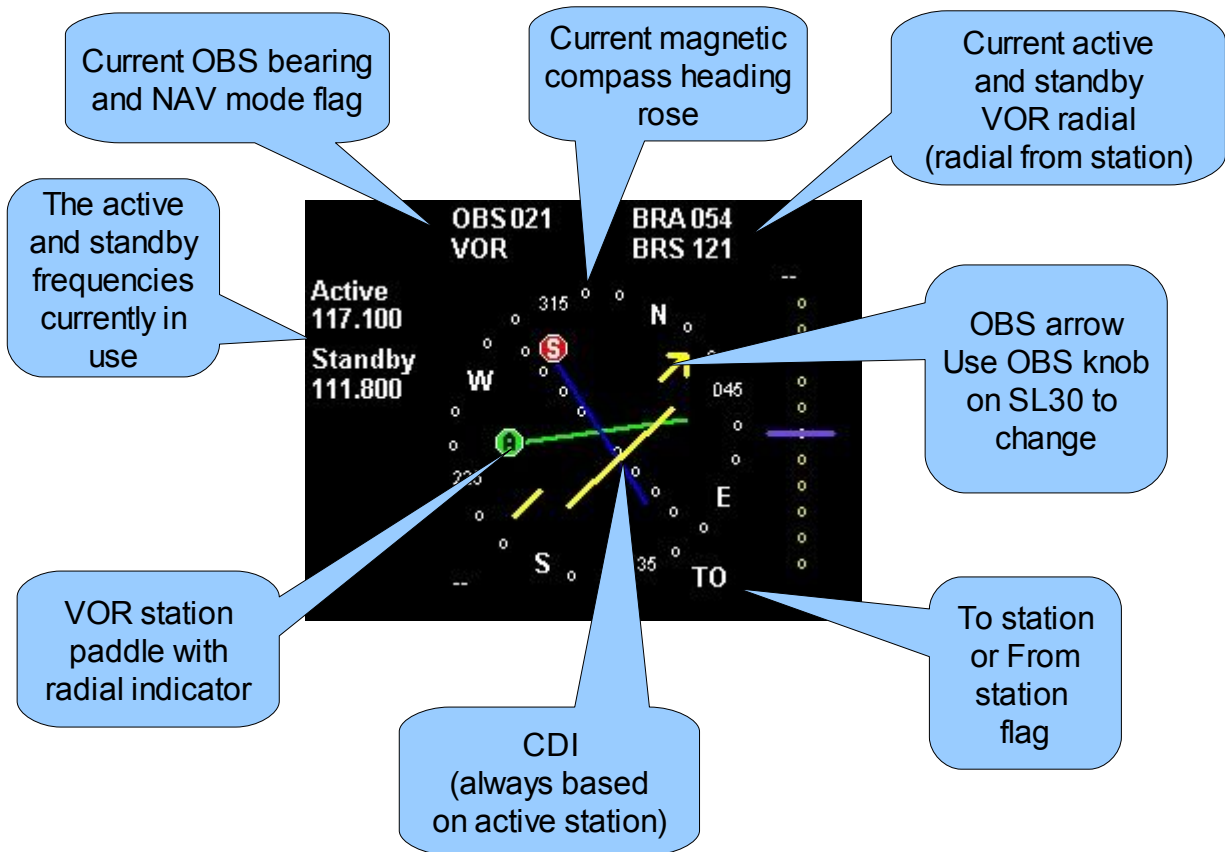 Current OBS bearing
and NAV mode flag
Current magnetic
compass heading
rose
Current active
and standby
VOR radial
(radial from station)
The active
and standby
frequencies
currently in
use
OBS 021
VOR
BRA 054
BRS 121
Active
117.100
Standby
111.800
315
N
S
W
045
A
E
S
35
TO
--
--
OBS arrow
Use OBS knob
on SL30 to
change
VOR station
paddle with
radial indicator
CDI
(always based
on active station)
To station
or From
station
flag